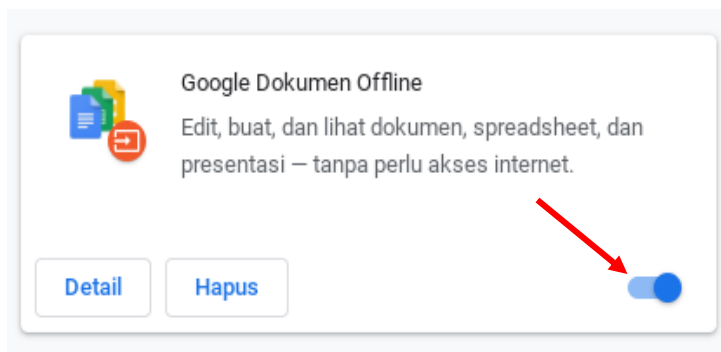 Google Dokumen Offline
Edit, buat, dan lihat dokumen, spreadsheet, dan
presentasi — tanpa perlu akses internet.
Detail
Hapus